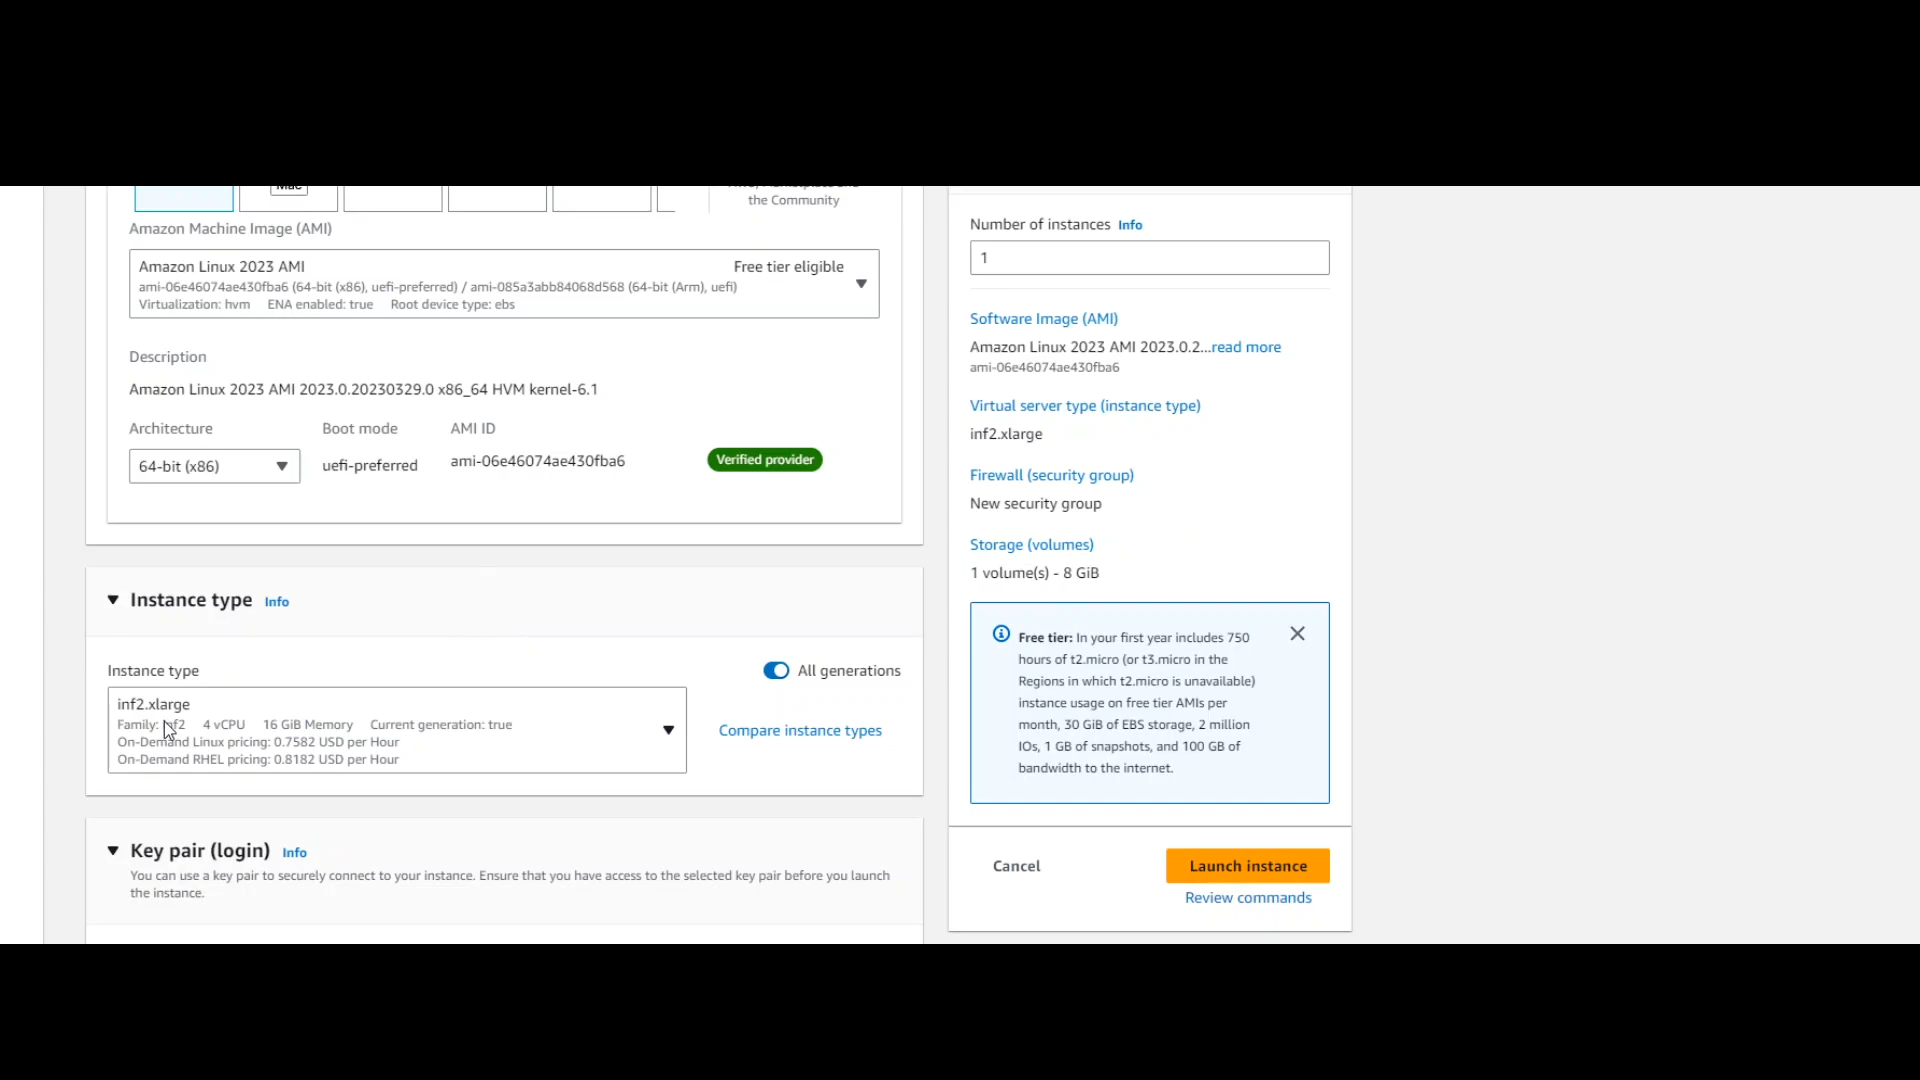 Mac
the Community
Amazon Machine Image (AMI)
Amazon Linux 2023 AMI
Free tier eligible
ami-06e46074ae430fba6 (64-bit (x86), uefi-preferred) / ami-085a3abb84068d568 (64-bit (Arm), uefi)
Virtualization: hvm ENA enabled: true Root device type: ebs
Description
Amazon Linux 2023 AMI 2023.0.20230329.0 x86_64 HVM kernel-6.1
Architecture
Boot mode
AMI ID
64-bit (x86)
uefi-preferred
ami-06e46074ae430fba6
Verified provider
Instance type Info
Instance type
All generations
inf2.xlarge
Family: inf2 4 vCPU 16 GiB Memory Current generation: true
On-Demand Linux pricing: 0.7582 USD per Hour
On-Demand RHEL pricing: 0.8182 USD per Hour
Compare instance types
Key pair (login) Info
You can use a key pair to securely connect to your instance. Ensure that you have access to the selected key pair before you launch
the instance.
Number of instances Info
1
Software Image (AMI)
Amazon Linux 2023 AMI 2023.0.2...read more
ami-06e46074ae430fba6
Virtual server type (instance type)
inf2.xlarge
Firewall (security group)
New security group
Storage (volumes)
1 volume(s) - 8 GiB
Free tier: In your first year includes 750
hours of t2.micro (or t3.micro in the
Regions in which t2.micro is unavailable)
instance usage on free tier AMIs per
month, 30 GiB of EBS storage, 2 million
IOs, 1 GB of snapshots, and 100 GB of
bandwidth to the internet.
Cancel
Launch instance
Review commands